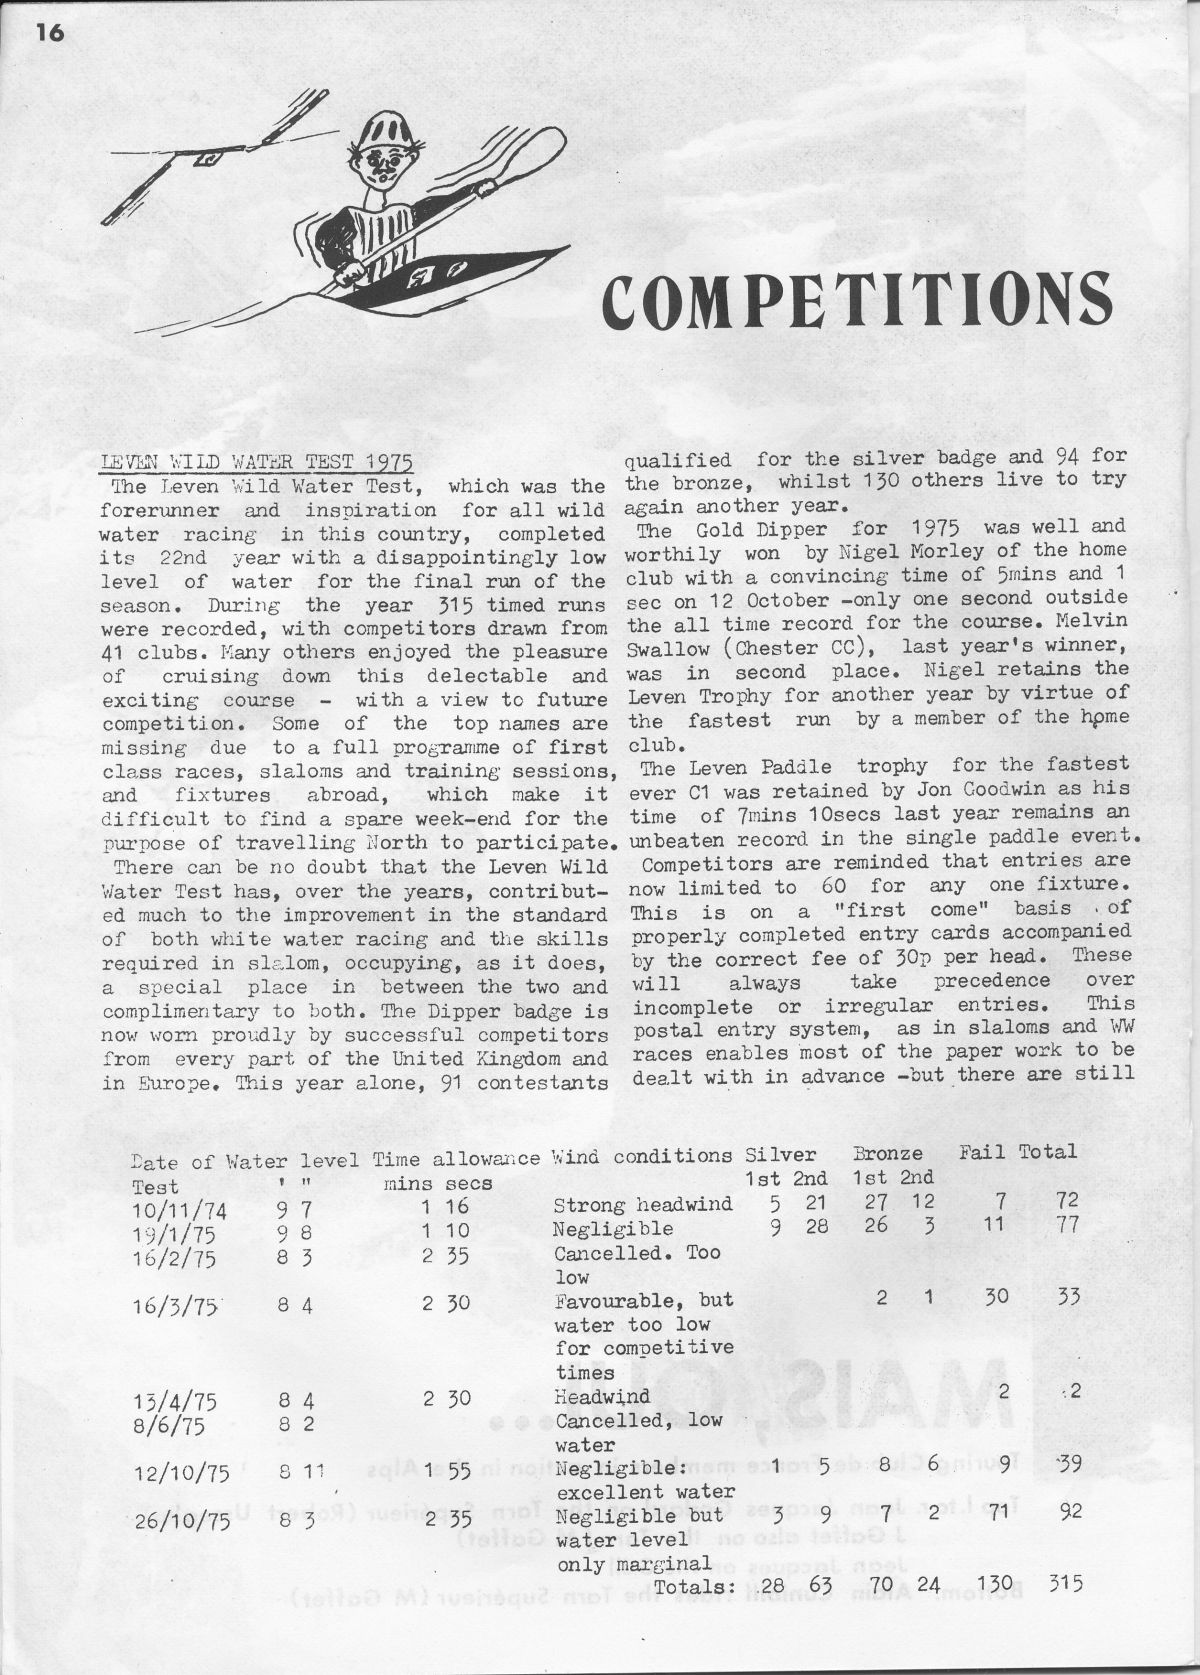 16
COMPETITIONS
LEVEN WILD WATER TEST 1975
The Leven Wild Water Test, which was the
forerunner and inspiration for all wild
water racing in this country, completed
its 22nd year with a disappointingly low
level of water for the final run of the
season. During the year 315 timed runs
were recorded, with competitors drawn from
41 clubs. Many others enjoyed the pleasure
of cruising down this delectable and
exciting course - with a view to future
competition. Some of the top names are
missing due to a full programme of first
class races, slaloms and training sessions,
and fixtures abroad, which make it
difficult to find a spare week-end for the
purpose of travelling North to participate.
There can be no doubt that the Leven Wild
Water Test has, over the years, contribut-
ed much to the improvement in the standard
of both white water racing and the skills
required in slalom, occupying, as it does,
a special place in between the two and
complimentary to both. The Dipper badge is
now worn proudly by successful competitors
from every part of the United Kingdom and
in Europe. This year alone, 91 contestants
qualified for the silver badge and 94 for
the bronze, whilst 130 others live to try
again another year.
The Gold Dipper for 1975 was well and
worthily won by Nigel Morley of the home
club with a convincing time of 5mins and 1
sec on 12 October -only one second outside
the all time record for the course. Melvin
Swallow (Chester CC), last year's winner,
was in second place. Nigel retains the
Leven Trophy for another year by virtue of
the fastest run by a member of the home
club.
The Leven Paddle trophy for the fastest
ever C1 was retained by Jon Goodwin as his
time of 7mins 10secs last year remains an
unbeaten record in the single paddle event.
Competitors are reminded that entries are
now limited to 60 for any one fixture.
This is on a "first come" basis of
properly completed entry cards accompanied
by the correct fee of 30p per head. These
will always take precedence over
incomplete or irregular entries. This
postal entry system, as in slaloms and WW
races enables most of the paper work to be
dealt with in advance -but there are still
Date of Water level Time allowance Wind conditions Silver Bronze Fail Total
Test ' " mins secs 1st 2nd 1st 2nd
10/11/74 9 7 1 16 Strong headwind 5 21 27 12 7 72
19/1/75 9 8 1 10 Negligible 9 28 26 3 11 77
16/2/75 8 3 2 35 Cancelled. Too
low
16/3/75 8 4 2 30 Favourable, but 2 1 30 33
water too low
for competitive
times
13/4/75 8 4 2 30 Headwind 2 2
8/6/75 8 2 Cancelled, low
water
12/10/75 8 11 1 55 Negligible: 1 5 8 6 9 39
excellent water
26/10/75 8 3 2 35 Negligible but 3 9 7 2 71 92
water level
only marginal
Totals: 28 63 70 24 130 315